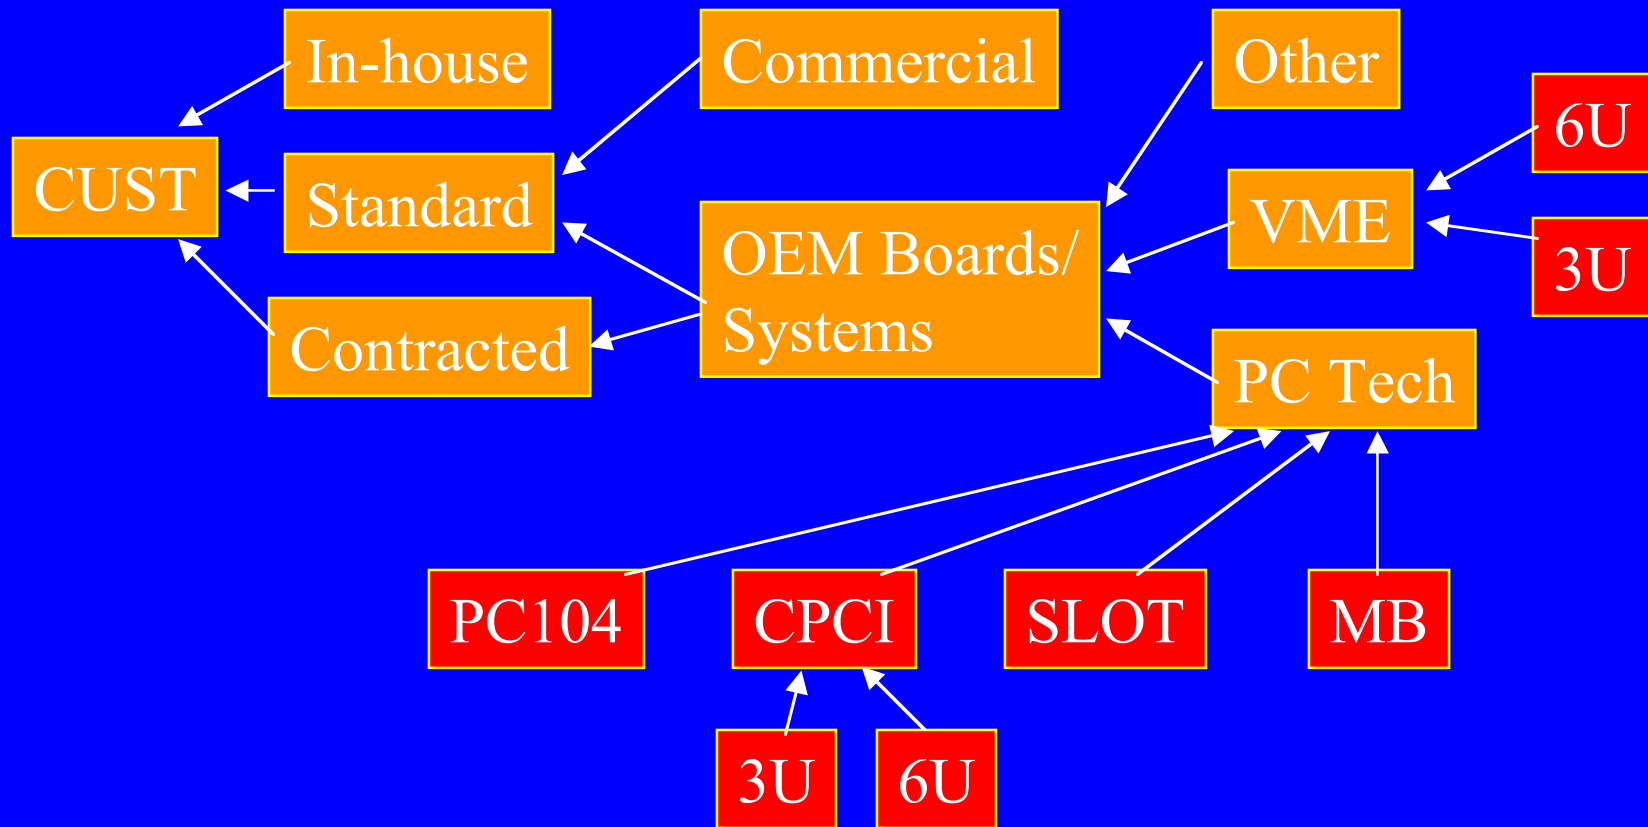 In-house
Commercial
Other
6U
CUST
Standard
VME
OEM Boards/
Systems
3U
Contracted
PC Tech
PC104
CPCI
SLOT
MB
3U
6U